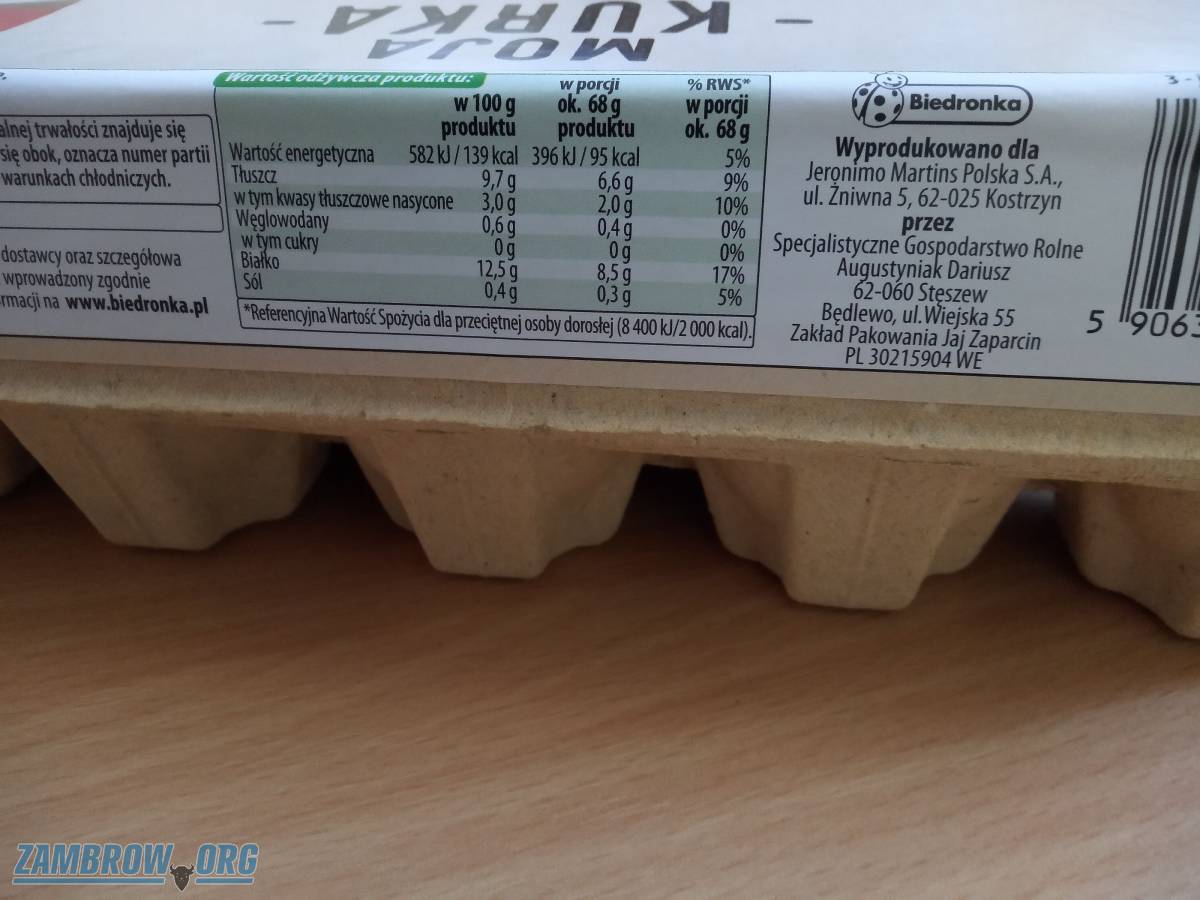 MOJA
- KURKA -
alnej trwałości znajduje się
się obok, oznacza numer partii
warunkach chłodniczych.
dostawcy oraz szczegółowa
wprowadzony zgodnie
rmacji na www.biedronka.pl
Wartość odżywcza produktu:
w 100 g produktu w porcji ok. 68 g produktu % RWS* w porcji ok. 68 g
Wartość energetyczna 582 kJ / 139 kcal 396 kJ / 95 kcal 5%
Tłuszcz 9,7 g 6,6 g 9%
w tym kwasy tłuszczowe nasycone 3,0 g 2,0 g 10%
Węglowodany 0,6 g 0,4 g 0%
w tym cukry 0 g 0 g 0%
Białko 12,5 g 8,5 g 17%
Sól 0,4 g 0,3 g 5%
*Referencyjna Wartość Spożycia dla przeciętnej osoby dorosłej (8 400 kJ/2 000 kcal).
Biedronka
Wyprodukowano dla
Jeronimo Martins Polska S.A.,
ul. Żniwna 5, 62-025 Kostrzyn
przez
Specjalistyczne Gospodarstwo Rolne
Augustyniak Dariusz
62-060 Stęszew
Będlewo, ul.Wiejska 55
Zakład Pakowania Jaj Zaparcin
PL 30215904 WE
5 9063
ZAMBROW.ORG